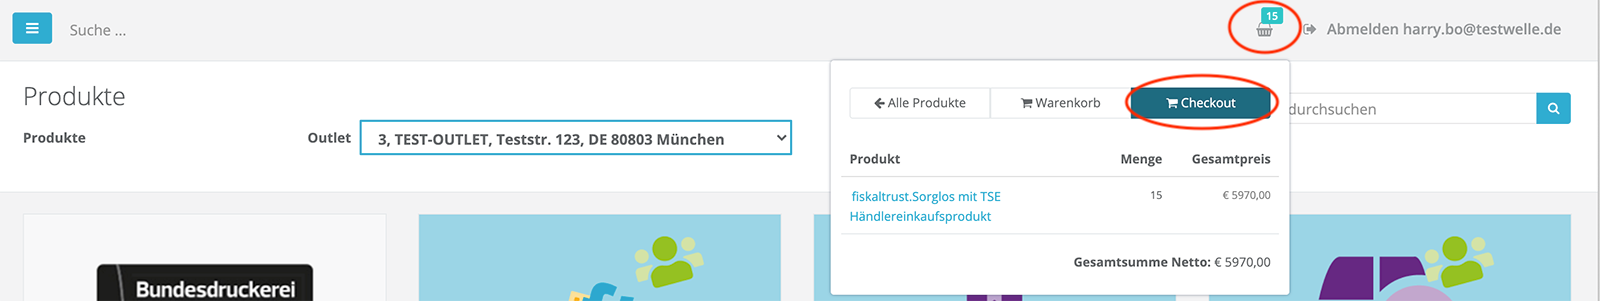 15
Suche ...
Abmelden harry.bo@testwelle.de
Produkte
Alle Produkte
Warenkorb
Checkout
durchsuchen
Produkte
Outlet
3, TEST-OUTLET, Teststr. 123, DE 80803 München
Produkt Menge Gesamtpreis
fiskaltrust.Sorglos mit TSE 15 € 5970,00
Händlereinkaufsprodukt
Gesamtsumme Netto: € 5970,00
Bundesdruckerei